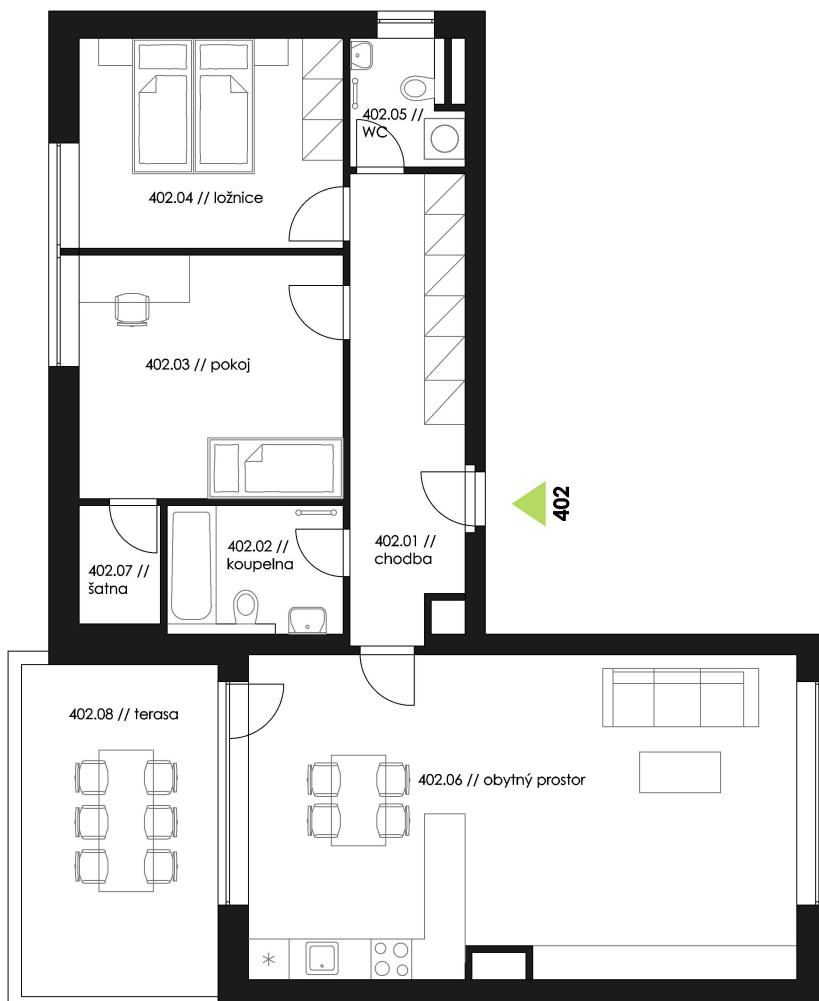 402.05 //
WC
402.04 // ložnice
402.03 // pokoj
402
402.02 //
koupelna
402.01 //
chodba
402.07 //
šatna
402.08 // terasa
402.06 // obytný prostor